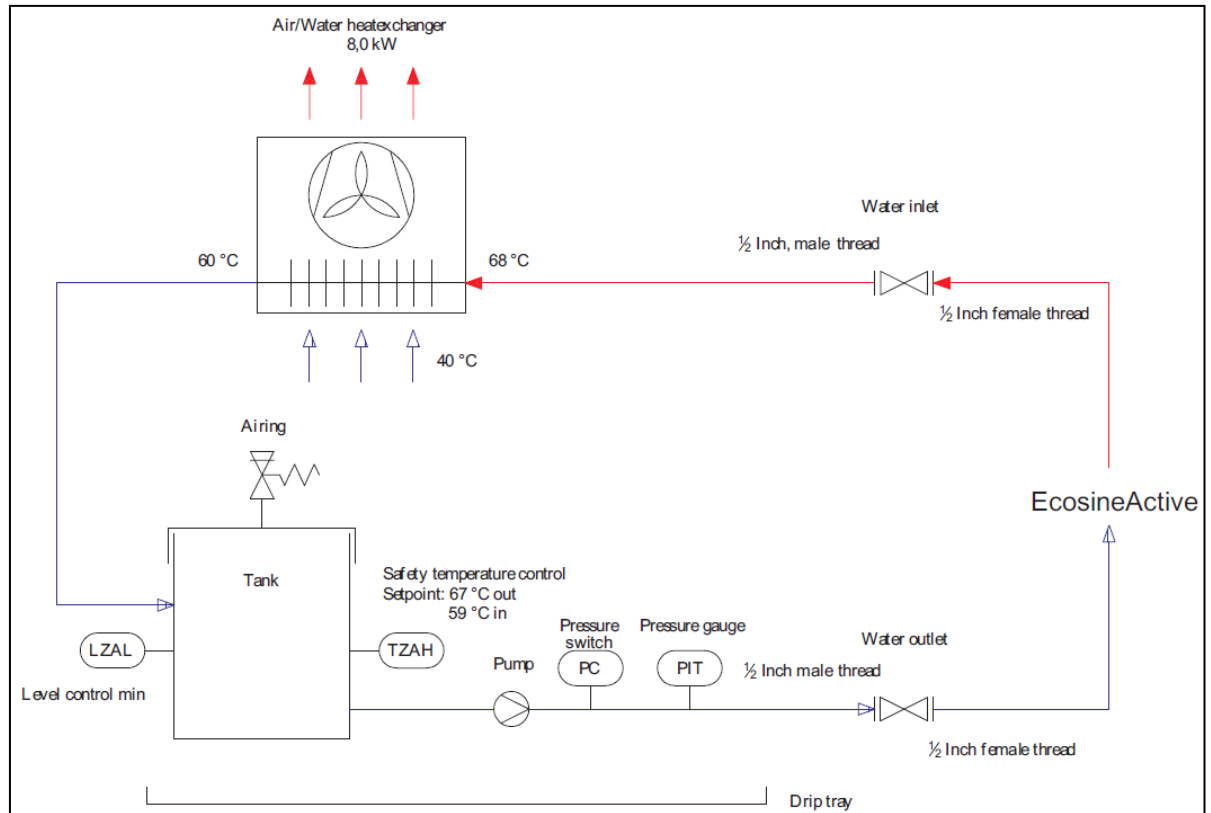 Air/Water heatexchanger
8,0 kW
Water inlet
½ Inch, male thread
60 °C
68 °C
½ Inch female thread
40 °C
Airing
EcosineActive
Tank
Safety temperature control
Setpoint: 67 °C out
59 °C in
Pressure switch
Pressure gauge
Water outlet
LZAL
TZAH
Pump
PC
PIT
½ Inch male thread
Level control min
½ Inch female thread
Drip tray